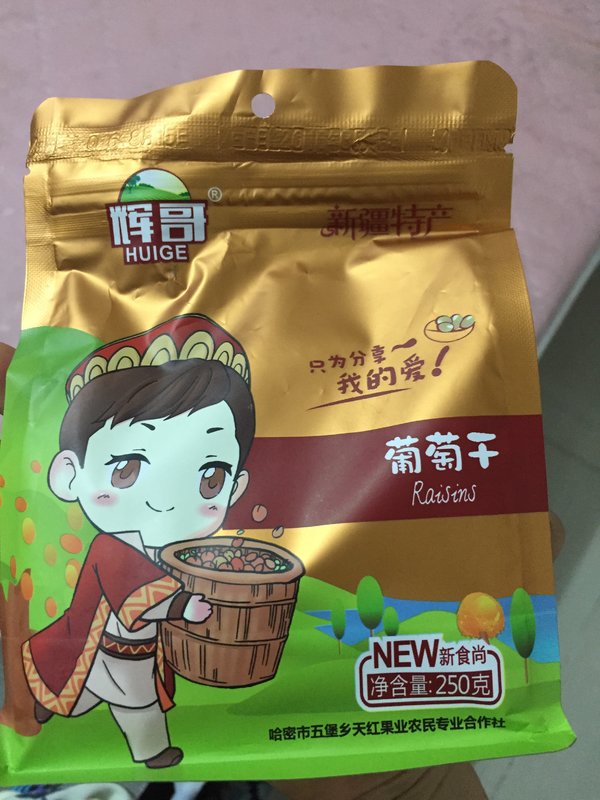 辉哥
®
HUIGE
新疆特产
只为分享
我的爱！
葡萄干
Raisins
NEW新食尚
净含量:250克
哈密市五堡乡天红果业农民专业合作社